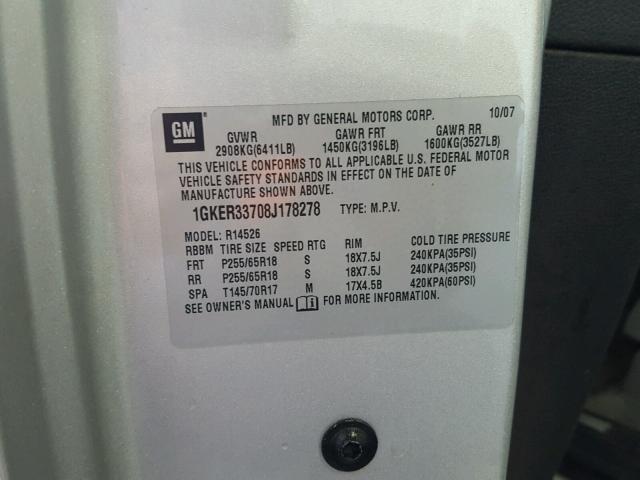 MFD BY GENERAL MOTORS CORP. 10/07
GM
GVWR GAWR FRT GAWR RR
2908KG(6411LB) 1450KG(3196LB) 1600KG(3527LB)
THIS VEHICLE CONFORMS TO ALL APPLICABLE U.S. FEDERAL MOTOR
VEHICLE SAFETY STANDARDS IN EFFECT ON THE DATE OF
MANUFACTURE SHOWN ABOVE.
1GKER33708J178278 TYPE: M.P.V.
MODEL: R14526
RBBM TIRE SIZE SPEED RTG RIM COLD TIRE PRESSURE
FRT P255/65R18 S 18X7.5J 240KPA(35PSI)
RR P255/65R18 S 18X7.5J 240KPA(35PSI)
SPA T145/70R17 M 17X4.5B 420KPA(60PSI)
SEE OWNER'S MANUAL FOR MORE INFORMATION.